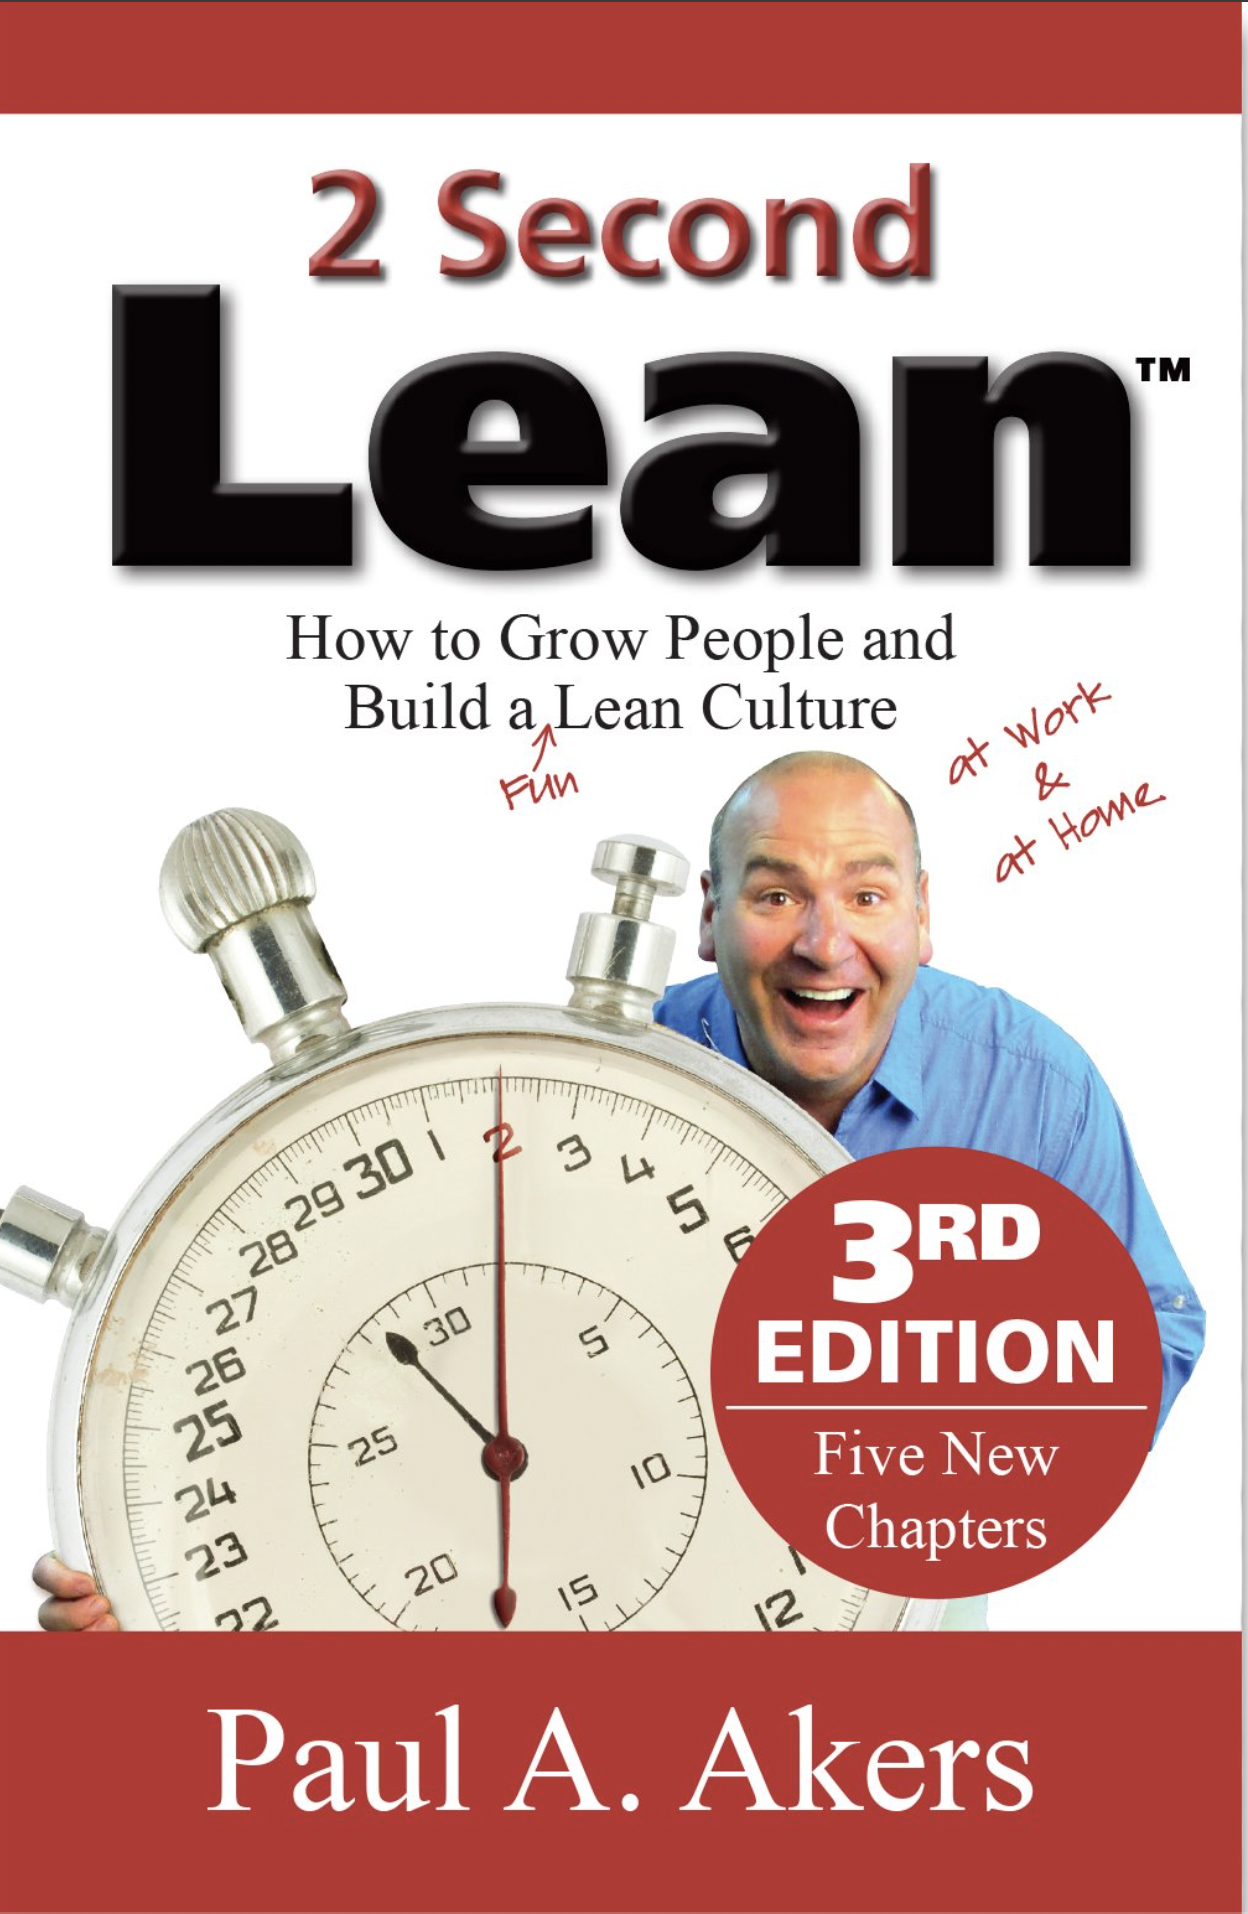 2 Second
Lean™
How to Grow People and
Build a Lean Culture
Fun
at Work
&
at Home
30 1 2 3 4 5 6
29
28
27
26
25
24
23
22
12
30
5
10
15
20
25
3RD
EDITION
Five New
Chapters
Paul A. Akers